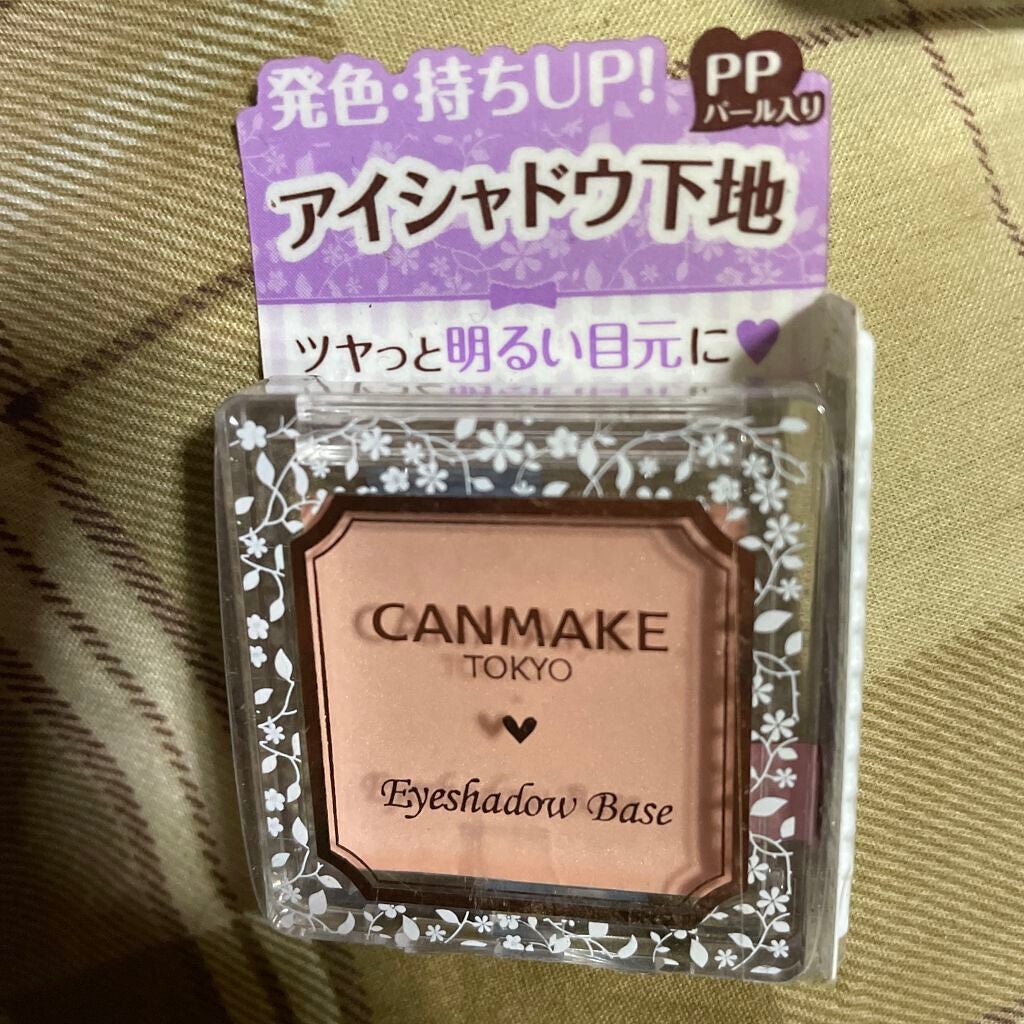 発色・持ちUP!
PP
パール入り
アイシャドウ下地
ツヤっと明るい目元に♥
CANMAKE
TOKYO
Eyeshadow Base